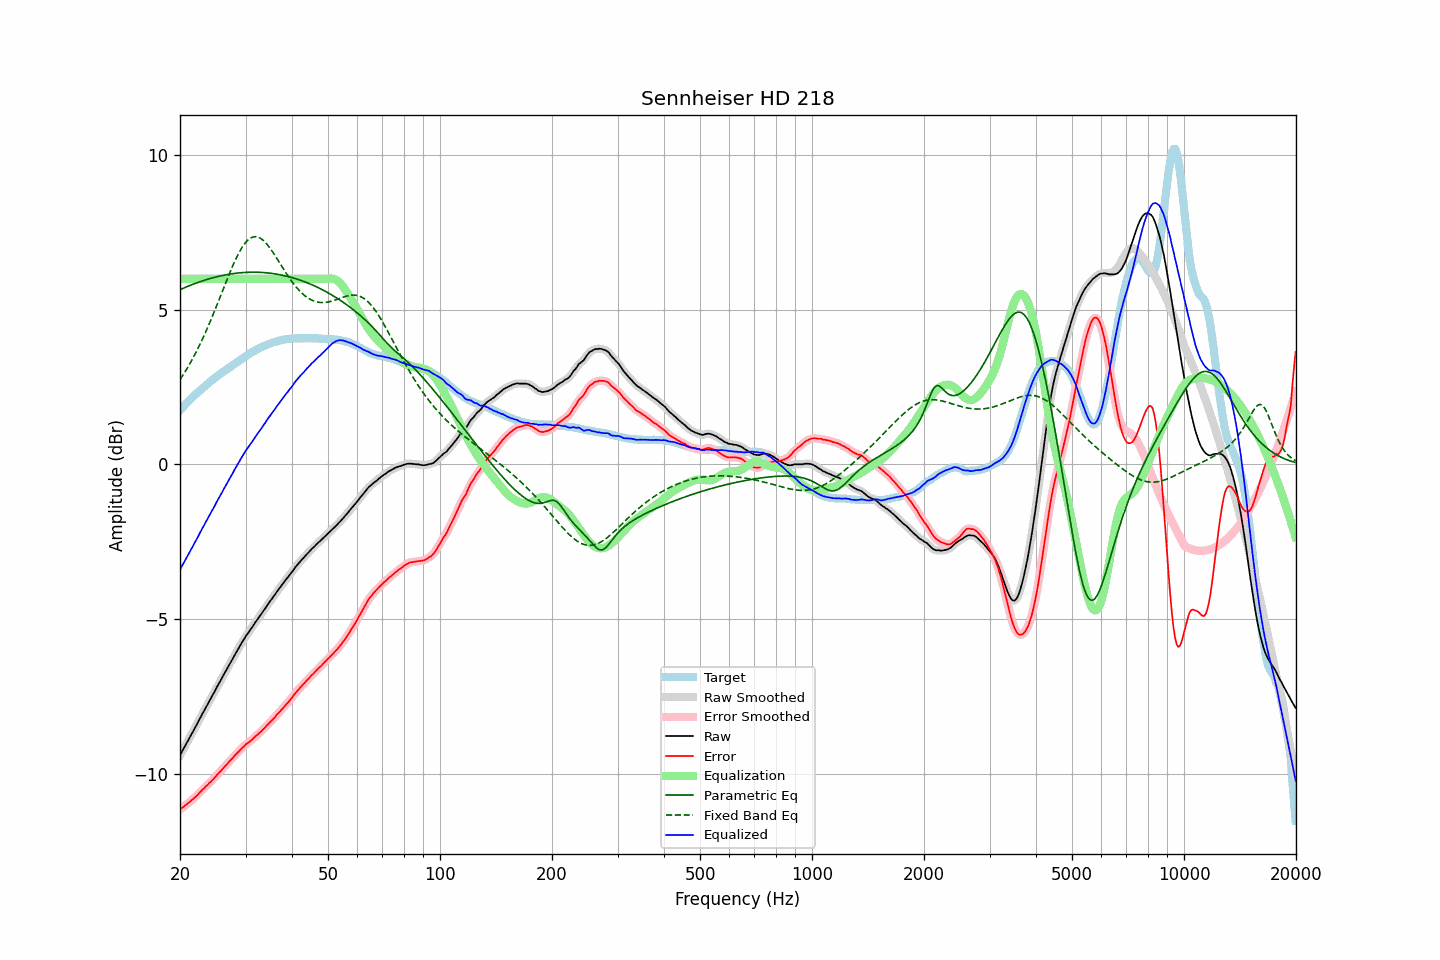 Sennheiser HD 218
Amplitude (dBr)
10
5
0
−5
−10
Target
Raw Smoothed
Error Smoothed
Raw
Error
Equalization
Parametric Eq
Fixed Band Eq
Equalized
20 50 100 200 500 1000 2000 5000 10000 20000
Frequency (Hz)